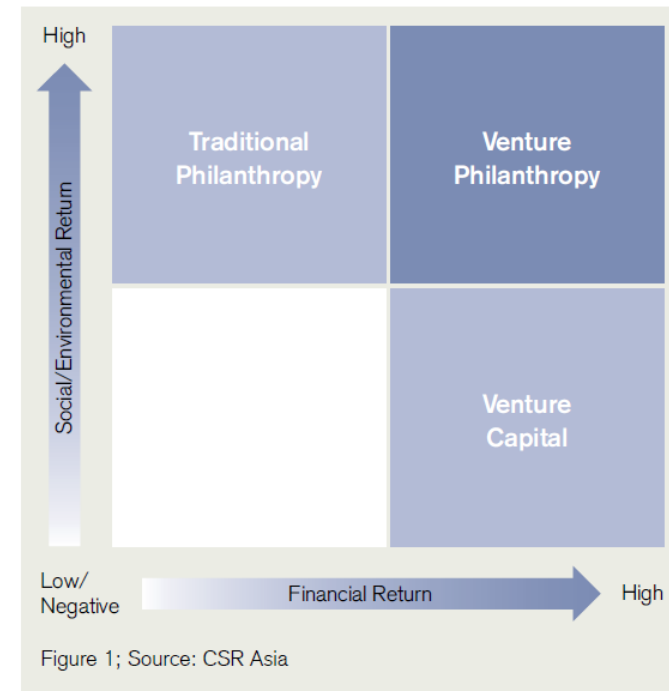 High
Traditional
Philanthropy
Venture
Philanthropy
Social/Environmental Return
Venture
Capital
Low/
Negative
Financial Return
High
Figure 1; Source: CSR Asia